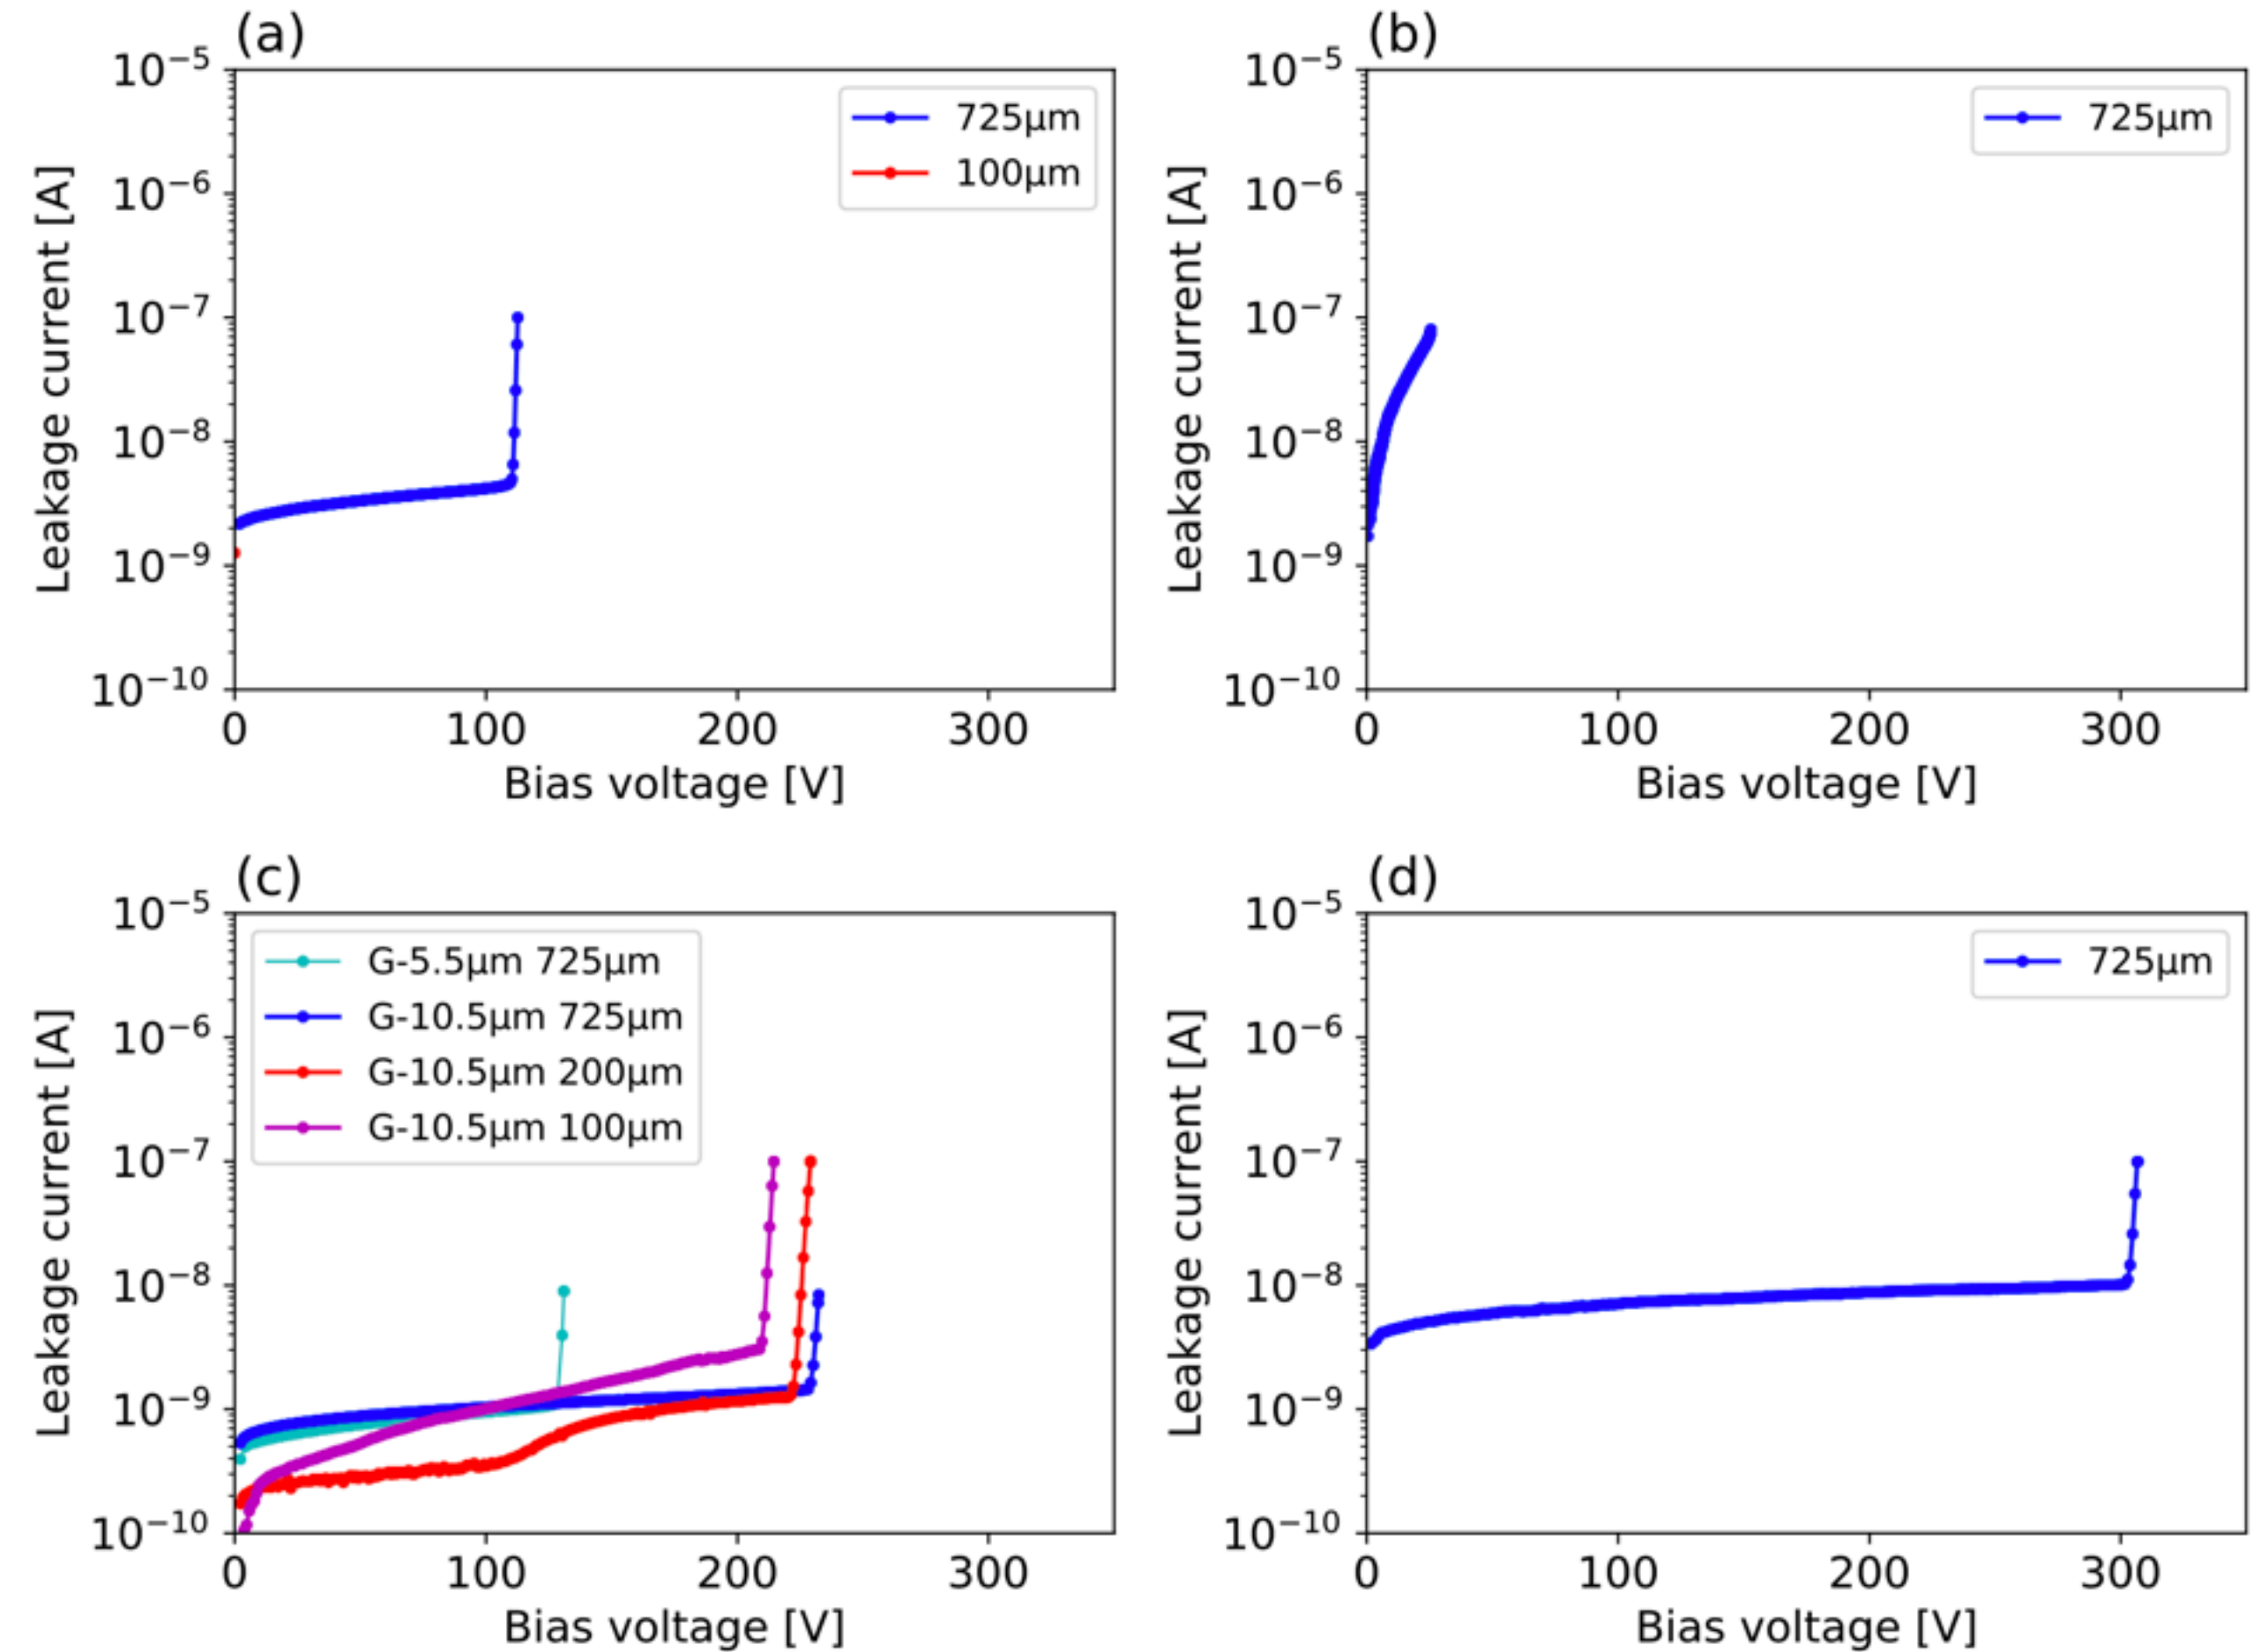 (a)
10⁻⁵
10⁻⁶
10⁻⁷
10⁻⁸
10⁻⁹
10⁻¹⁰
Leakage current [A]
725µm
100µm
0 100 200 300
Bias voltage [V]
(b)
10⁻⁵
10⁻⁶
10⁻⁷
10⁻⁸
10⁻⁹
10⁻¹⁰
Leakage current [A]
725µm
0 100 200 300
Bias voltage [V]
(c)
10⁻⁵
10⁻⁶
10⁻⁷
10⁻⁸
10⁻⁹
10⁻¹⁰
Leakage current [A]
G-5.5µm 725µm
G-10.5µm 725µm
G-10.5µm 200µm
G-10.5µm 100µm
0 100 200 300
Bias voltage [V]
(d)
10⁻⁵
10⁻⁶
10⁻⁷
10⁻⁸
10⁻⁹
10⁻¹⁰
Leakage current [A]
725µm
0 100 200 300
Bias voltage [V]